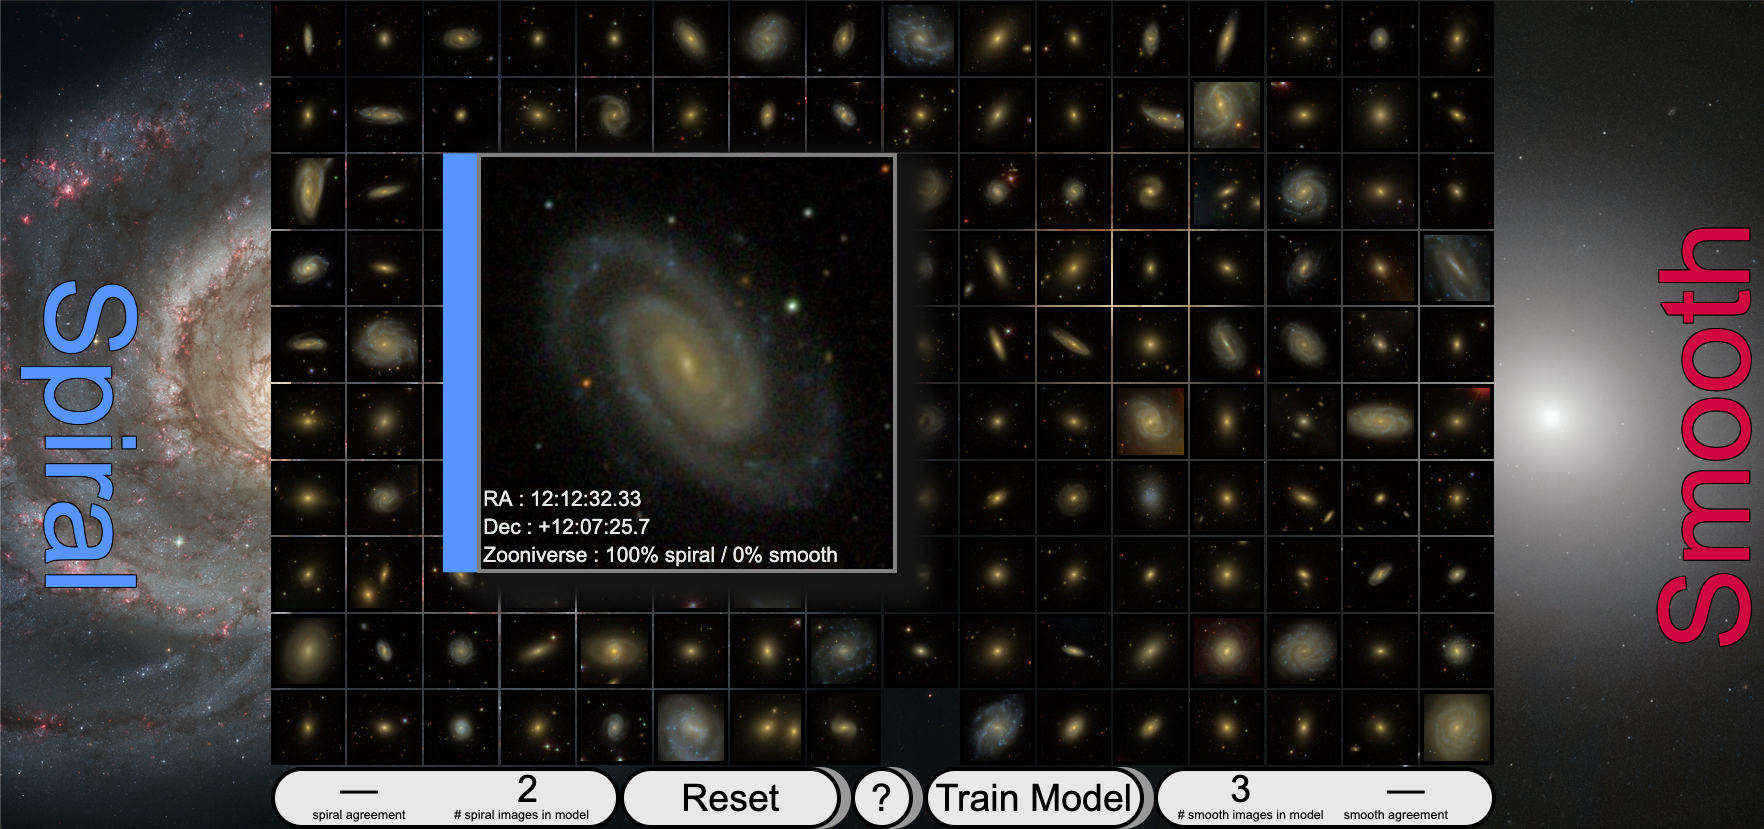 Spiral
RA : 12:12:32.33
Dec : +12:07:25.7
Zooniverse : 100% spiral / 0% smooth
Smooth
—
spiral agreement
2
# spiral images in model
Reset
?
Train Model
3
# smooth images in model
—
smooth agreement